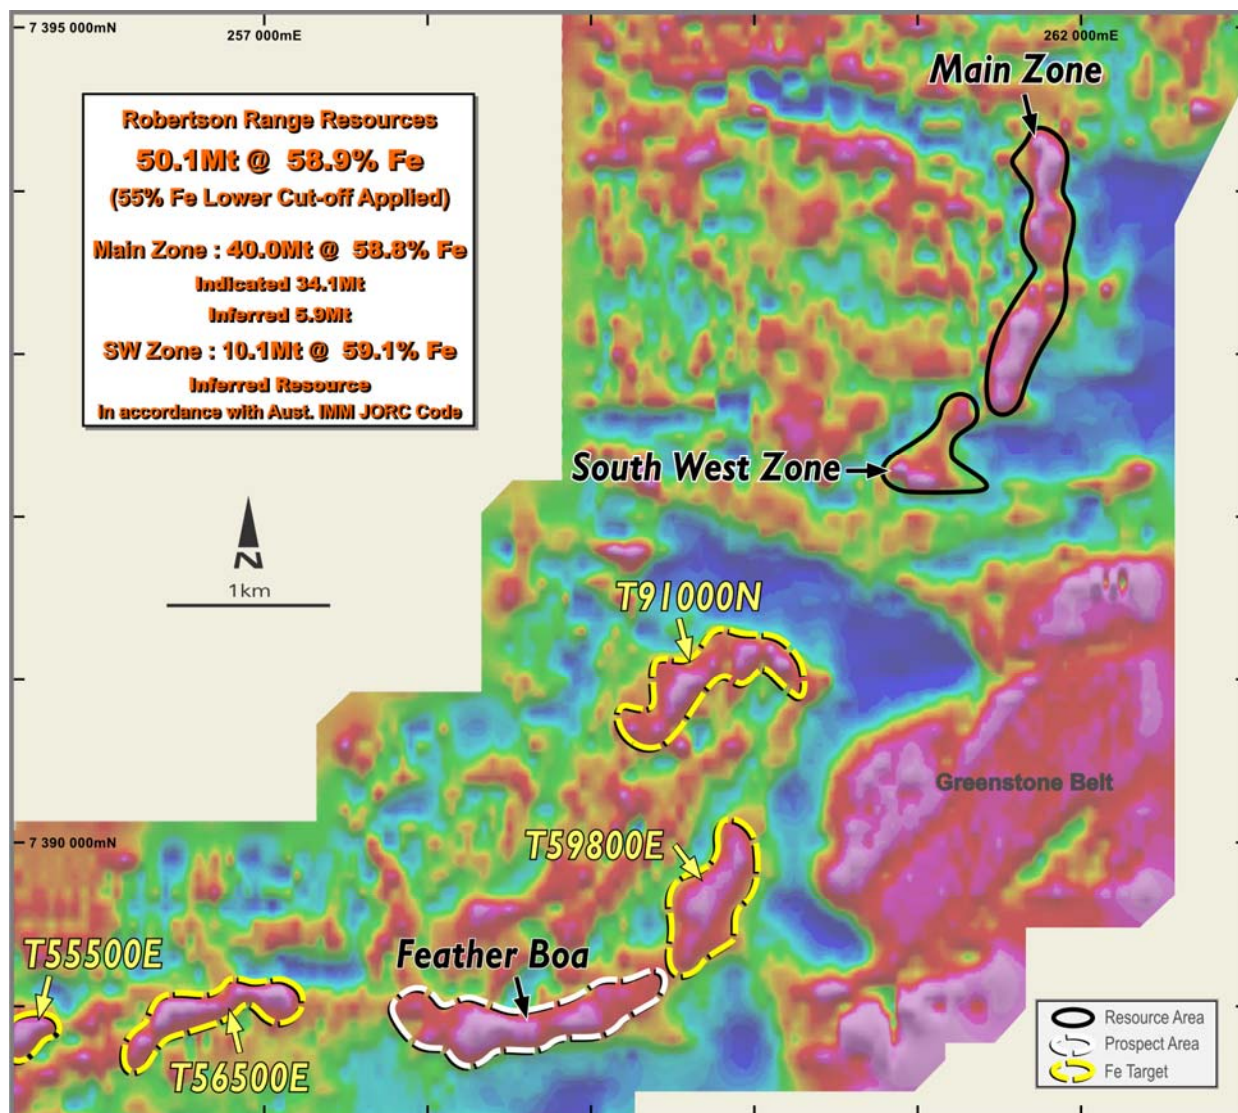 7 395 000mN
257 000mE
262 000mE
Main Zone
Robertson Range Resources
50.1Mt @ 58.9% Fe
(55% Fe Lower Cut-off Applied)
Main Zone : 40.0Mt @ 58.8% Fe
Indicated 34.1Mt
Inferred 5.9Mt
SW Zone : 10.1Mt @ 59.1% Fe
Inferred Resource
In accordance with Aust. IMM JORC Code
South West Zone
N
1km
T91000N
Greenstone Belt
7 390 000mN
T59800E
T55500E
Feather Boa
T56500E
Resource Area
Prospect Area
Fe Target